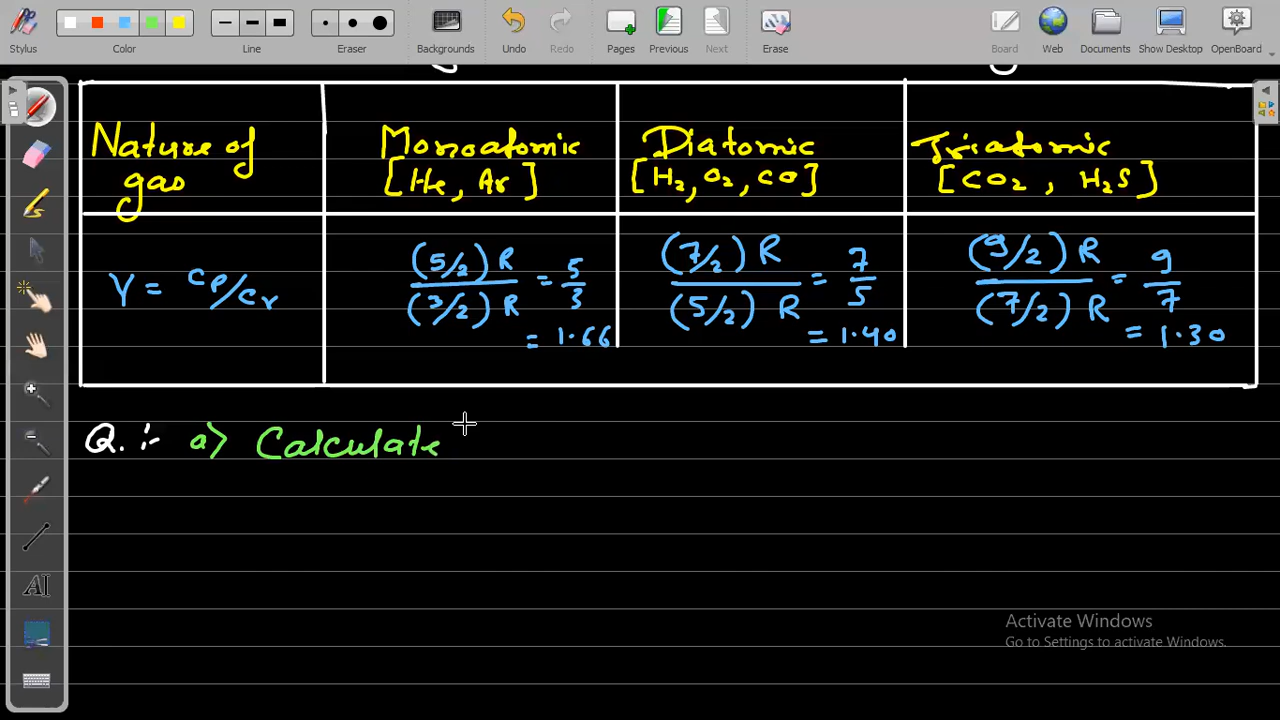 Stylus Color Line Eraser Backgrounds Undo Redo Pages Previous Next Erase Board Web Documents Show Desktop OpenBoard
Nature of gas
Monoatomic
[He, Ar]
Diatomic
[H₂, O₂, CO]
Triatomic
[CO₂, H₂S]
γ = Cp/Cv
(5/2) R / (3/2) R = 5/3
= 1.66
(7/2) R / (5/2) R = 7/5
= 1.40
(9/2) R / (7/2) R = 9/7
= 1.30
Q. :- a> Calculate
AI
Activate Windows
Go to Settings to activate Windows.